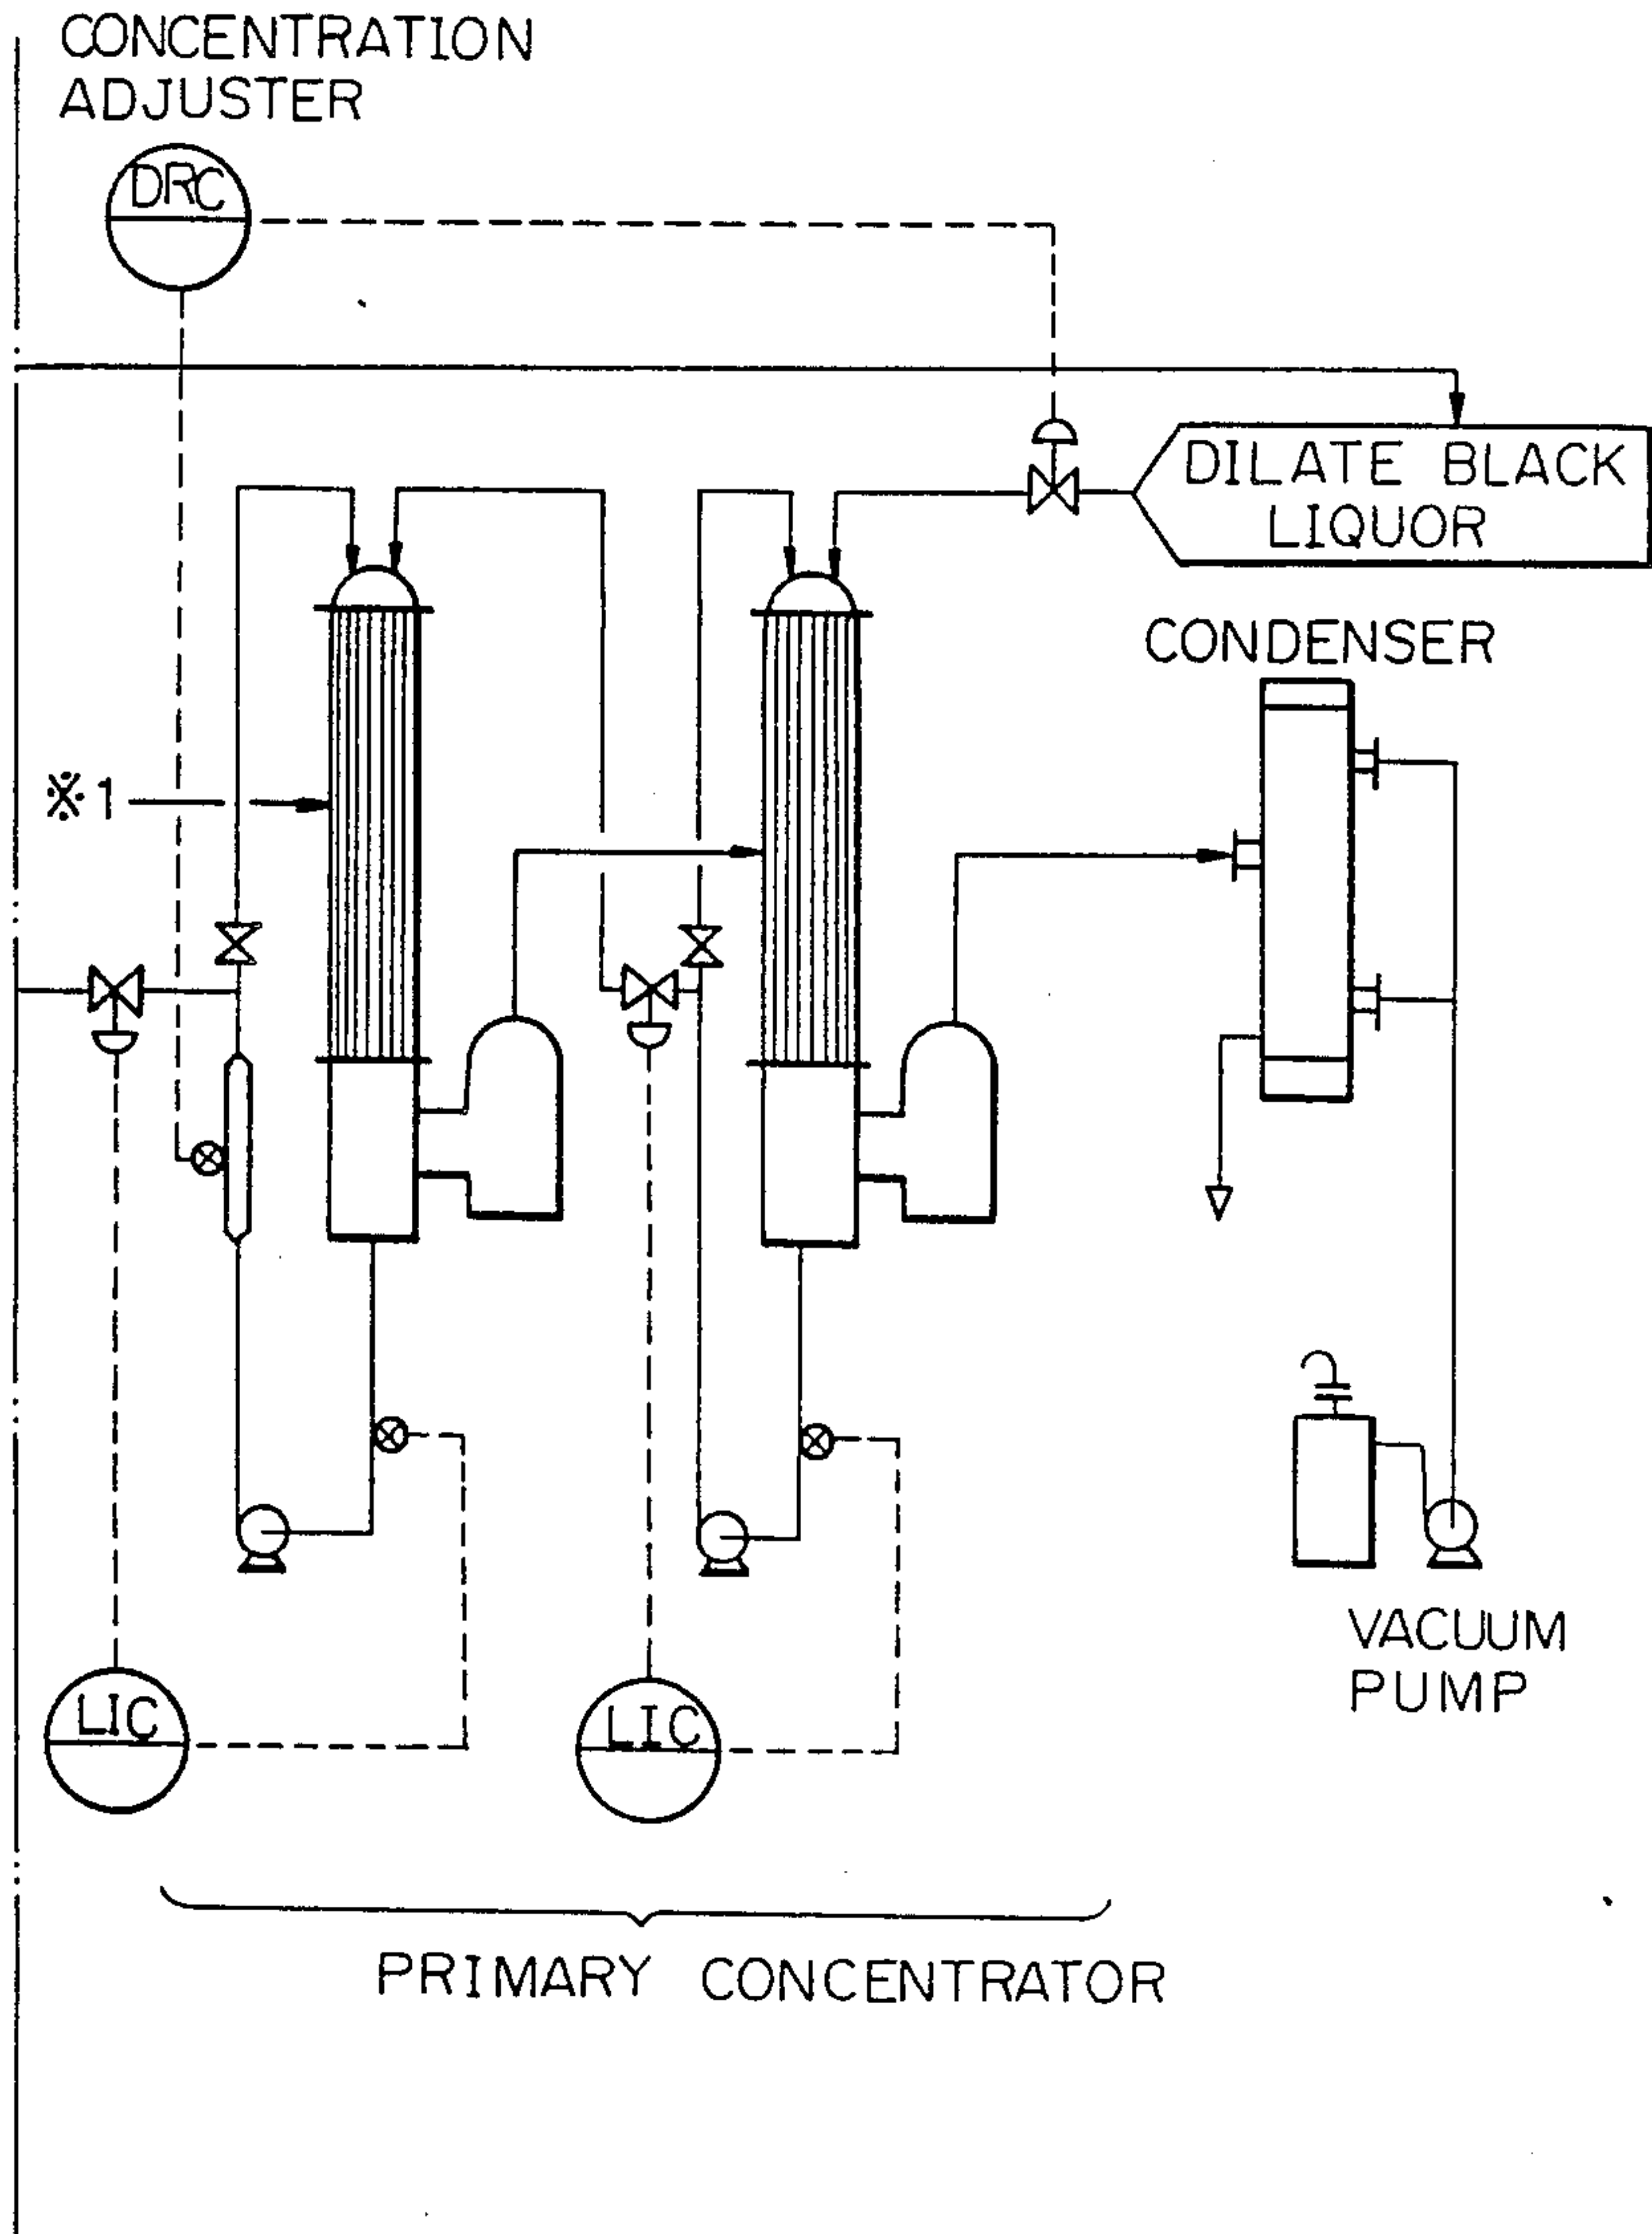 CONCENTRATION
ADJUSTER
DRC
DILATE BLACK
LIQUOR
CONDENSER
※1
VACUUM
PUMP
LIC
LIC
PRIMARY CONCENTRATOR